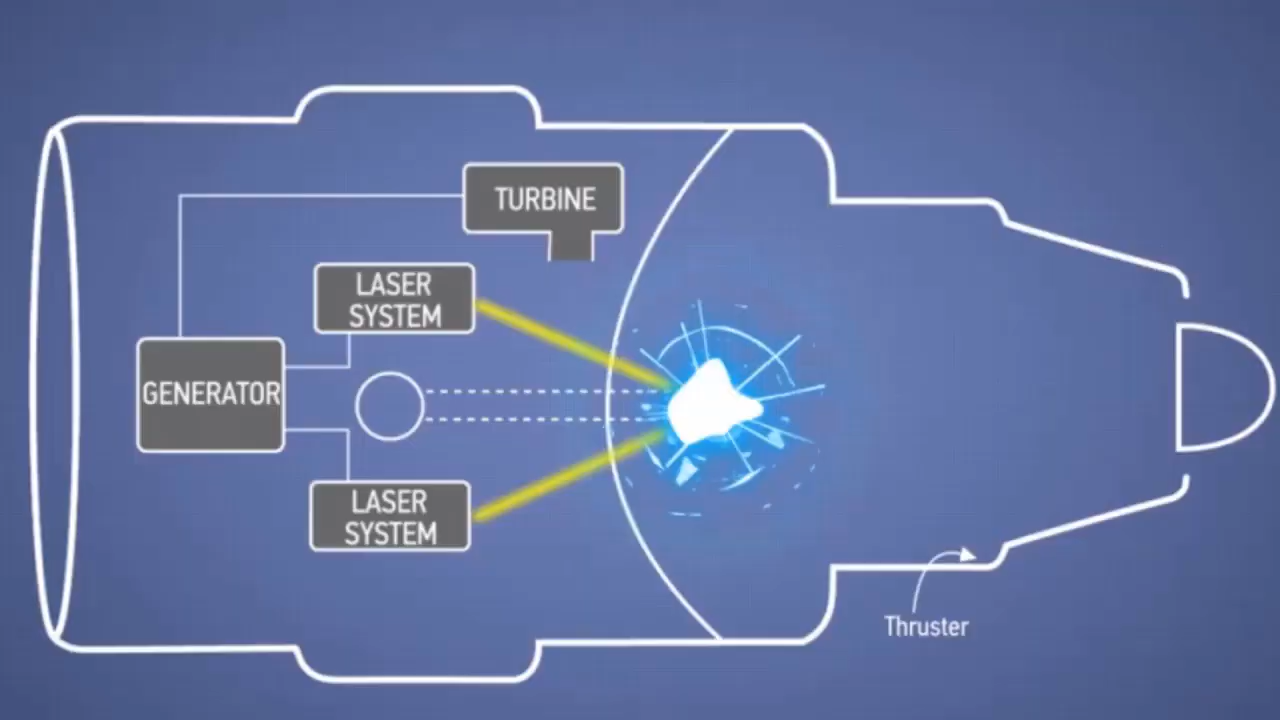 TURBINE
LASER
SYSTEM
GENERATOR
LASER
SYSTEM
Thruster